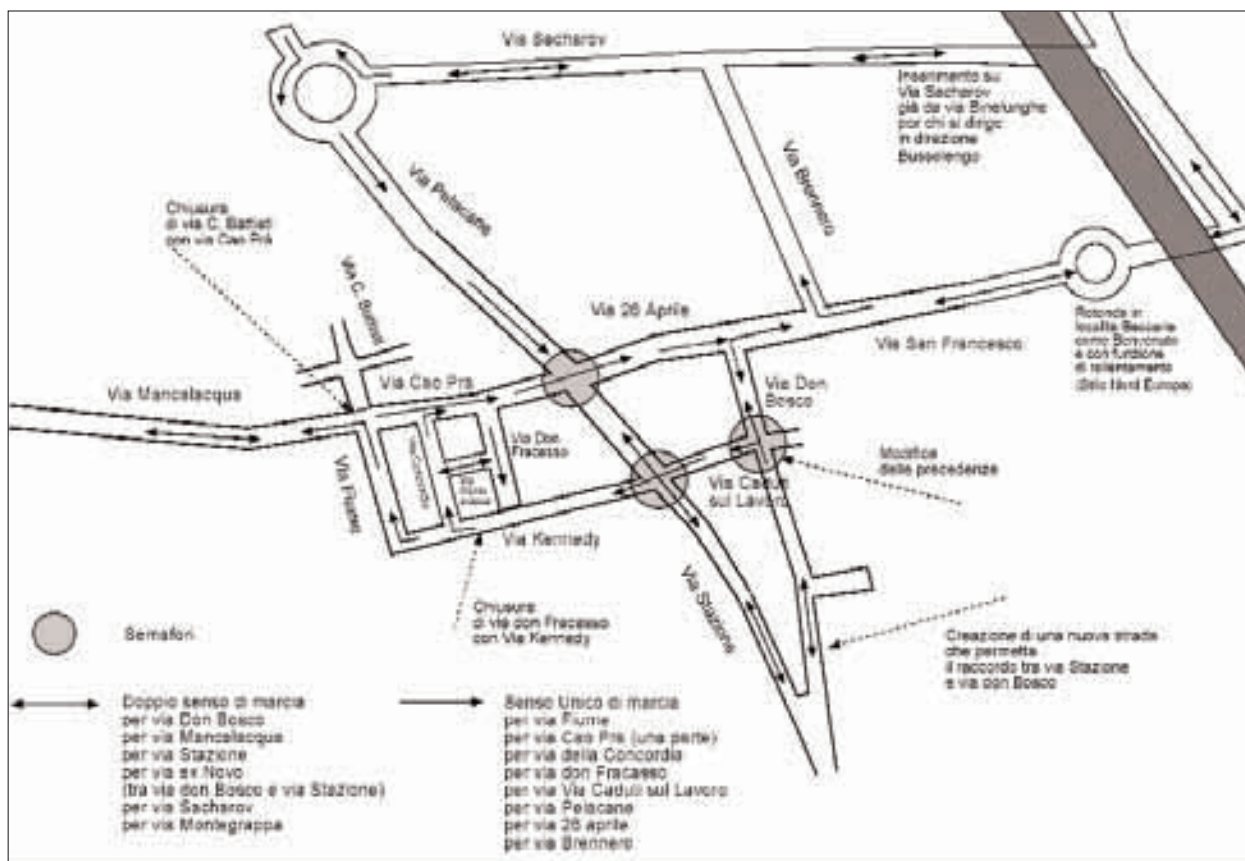 Via Sacharov
Inserimento su
Via Sacharov
già da via Binelunghe
per chi si dirige
in direzione
Bussolengo
Via Pelacane
Via Brennero
Chiusura
di via C. Battisti
con via Cao Prà
Via C. Battisti
Via 26 Aprile
Via San Francesco
Rotonda in
località
come Benvenuto
e con funzione
di rallentamento
(Stile Nord Europa)
Via Mancalacqua
Via Cao Prà
Via Don
Bosco
Via Don
Fracasso
Via Concordia
Via Fiume
Via
Via Caduti
sul Lavoro
Modifica
delle precedenze
Via Kennedy
Via Stazione
Chiusura
di via don Fracasso
con Via Kennedy
Semafori
Creazione di una nuova strada
che permetta
il raccordo tra via Stazione
e via don Bosco
Doppio senso di marcia
per via Don Bosco
per via Mancalacqua
per via Stazione
per via ex Novo
(tra via don Bosco e via Stazione)
per via Sacharov
per via Montegrappa
Senso Unico di marcia
per via Fiume
per via Cao Prà (una parte)
per via della Concordia
per via don Fracasso
per via Via Caduti sul Lavoro
per via Pelacane
per via 26 aprile
per via Brennero